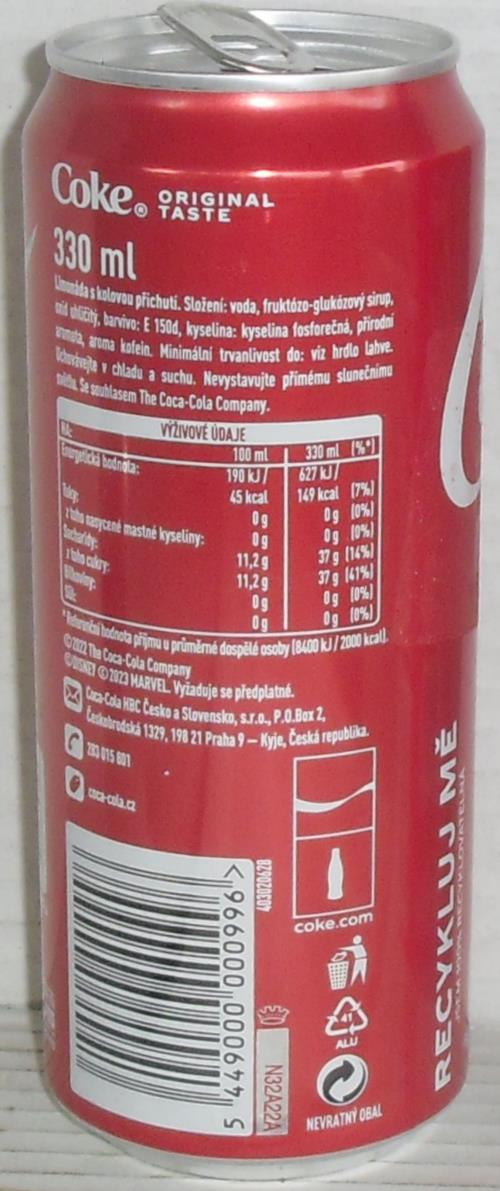 Coke® ORIGINAL
TASTE
330 ml
Limonáda s kolovou příchutí. Složení: voda, fruktózo-glukózový sirup,
oxid uhličitý, barvivo: E 150d, kyselina: kyselina fosforečná, přírodní
aromata, aroma kofein. Minimální trvanlivost do: viz hrdlo lahve.
Uchovávejte v chladu a suchu. Nevystavujte přímému slunečnímu
světlu. Se souhlasem The Coca-Cola Company.
VÝŽIVOVÉ ÚDAJE
NA: 100 ml 330 ml (%*)
Energetická hodnota: 190 kJ/ 627 kJ/
45 kcal 149 kcal (7%)
Tuky: 0 g 0 g (0%)
z toho nasycené mastné kyseliny: 0 g 0 g (0%)
Sacharidy: 11,2 g 37 g (14%)
z toho cukry: 11,2 g 37 g (41%)
Bílkoviny: 0 g 0 g (0%)
Sůl: 0 g 0 g (0%)
*Referenční hodnota příjmu u průměrné dospělé osoby (8400 kJ / 2000 kcal).
©2022 The Coca-Cola Company
©DISNEY ©2023 MARVEL. Vyžaduje se předplatné.
Coca-Cola HBC Česko a Slovensko, s.r.o., P.O.Box 2,
Českobrodská 1329, 198 21 Praha 9 – Kyje, Česká republika.
283 015 801
coca-cola.cz
coke.com
403020628
5 449000 000996 >
N32A22A
41
ALU
NEVRATNÝ OBAL
RECYKLUJ MĚ
JSEM 100% RECYKLOVATELNÁ